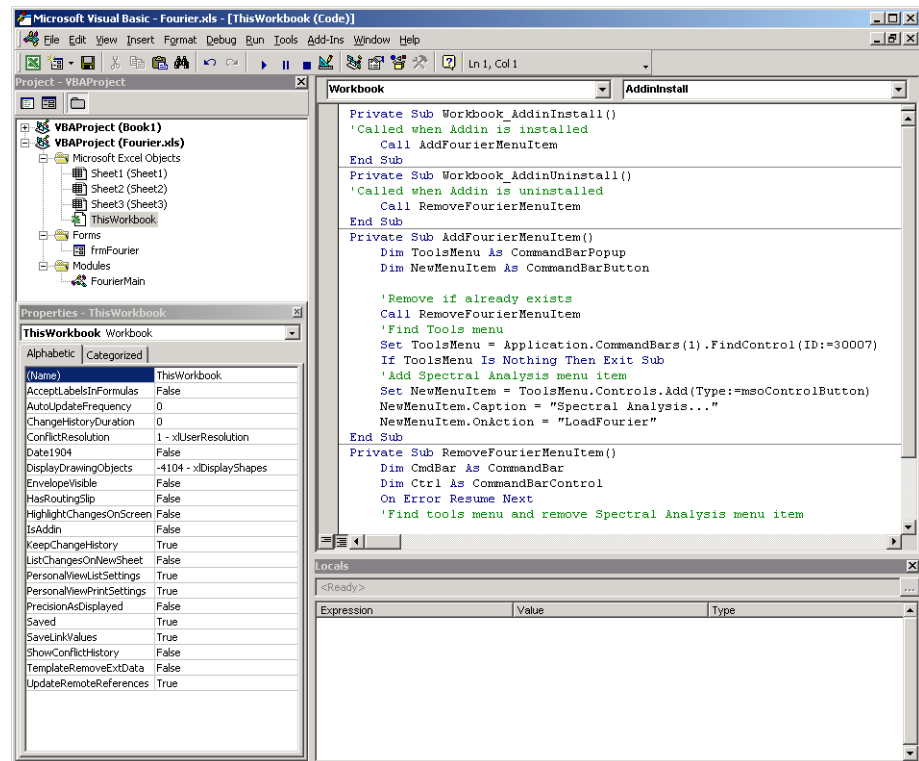 Microsoft Visual Basic - Fourier.xls - [ThisWorkbook (Code)]
File Edit View Insert Format Debug Run Tools Add-Ins Window Help
Ln 1, Col 1
Project - VBAProject
VBAProject (Book1)
VBAProject (Fourier.xls)
Microsoft Excel Objects
Sheet1 (Sheet1)
Sheet2 (Sheet2)
Sheet3 (Sheet3)
ThisWorkbook
Forms
frmFourier
Modules
FourierMain
Properties - ThisWorkbook
ThisWorkbook Workbook
Alphabetic Categorized
(Name) ThisWorkbook
AcceptLabelsInFormulas False
AutoUpdateFrequency 0
ChangeHistoryDuration 0
ConflictResolution 1 - xlUserResolution
Date1904 False
DisplayDrawingObjects -4104 - xlDisplayShapes
EnvelopeVisible False
HasRoutingSlip False
HighlightChangesOnScreen False
IsAddin False
KeepChangeHistory True
ListChangesOnNewSheet False
PersonalViewListSettings True
PersonalViewPrintSettings True
PrecisionAsDisplayed False
Saved True
SaveLinkValues True
ShowConflictHistory False
TemplateRemoveExtData False
UpdateRemoteReferences True
Workbook AddinInstall
Private Sub Workbook_AddinInstall()
'Called when Addin is installed
Call AddFourierMenuItem
End Sub
Private Sub Workbook_AddinUninstall()
'Called when Addin is uninstalled
Call RemoveFourierMenuItem
End Sub
Private Sub AddFourierMenuItem()
Dim ToolsMenu As CommandBarPopup
Dim NewMenuItem As CommandBarButton
'Remove if already exists
Call RemoveFourierMenuItem
'Find Tools menu
Set ToolsMenu = Application.CommandBars(1).FindControl(ID:=30007)
If ToolsMenu Is Nothing Then Exit Sub
'Add Spectral Analysis menu item
Set NewMenuItem = ToolsMenu.Controls.Add(Type:=msoControlButton)
NewMenuItem.Caption = "Spectral Analysis..."
NewMenuItem.OnAction = "LoadFourier"
End Sub
Private Sub RemoveFourierMenuItem()
Dim CmdBar As CommandBar
Dim Ctrl As CommandBarControl
On Error Resume Next
'Find tools menu and remove Spectral Analysis menu item
Locals
<Ready>
...
Expression Value Type